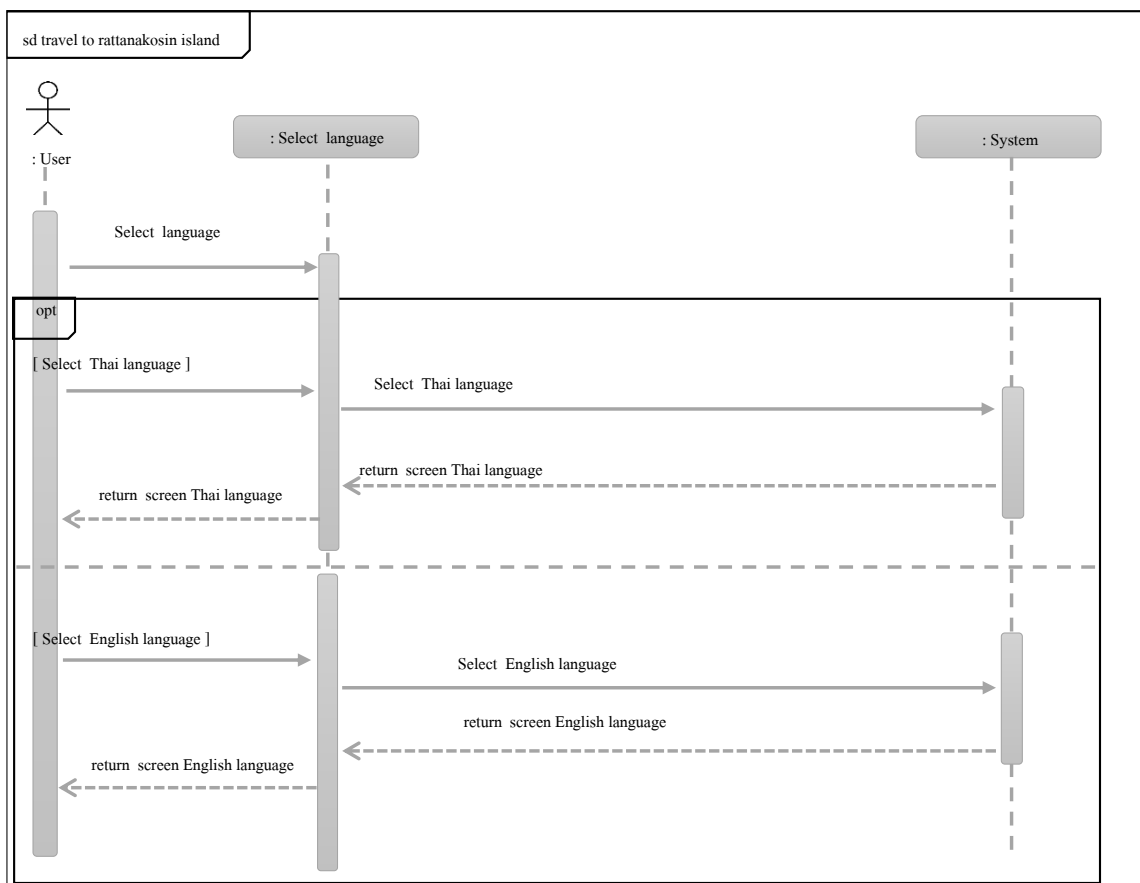 sd travel to rattanakosin island
: User
: Select language
: System
Select language
opt
[ Select Thai language ]
Select Thai language
return screen Thai language
return screen Thai language
[ Select English language ]
Select English language
return screen English language
return screen English language